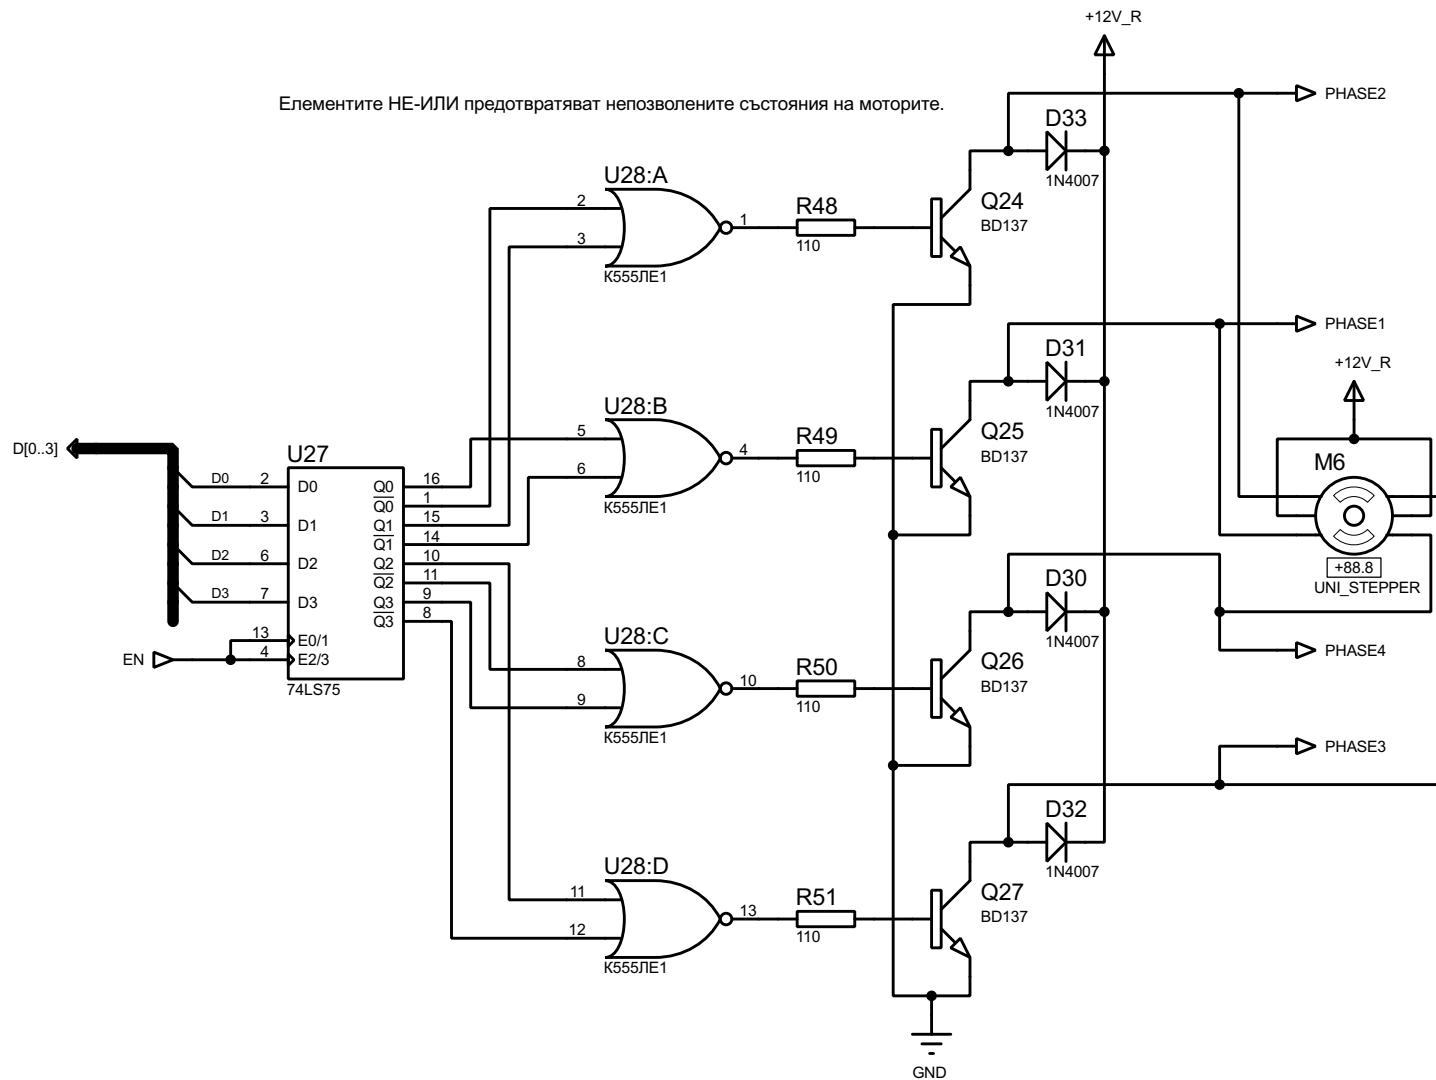 +12V_R
Елементите НЕ-ИЛИ предотвратяват непозволените състояния на моторите.
PHASE2
D33
1N4007
U28:A
2
3
1
К555ЛЕ1
R48
110
Q24
BD137
PHASE1
D31
1N4007
+12V_R
U28:B
5
6
4
К555ЛЕ1
R49
110
Q25
BD137
D[0..3]
U27
D0 2 D0
D1 3 D1
D2 6 D2
D3 7 D3
13 E0/1
EN
4 E2/3
74LS75
Q0 16
Q0 1
Q1 15
Q1 14
Q2 10
Q2 11
Q3 9
Q3 8
M6
+88.8
UNI_STEPPER
D30
1N4007
U28:C
8
9
10
К555ЛЕ1
R50
110
Q26
BD137
PHASE4
PHASE3
D32
1N4007
U28:D
11
12
13
К555ЛЕ1
R51
110
Q27
BD137
GND